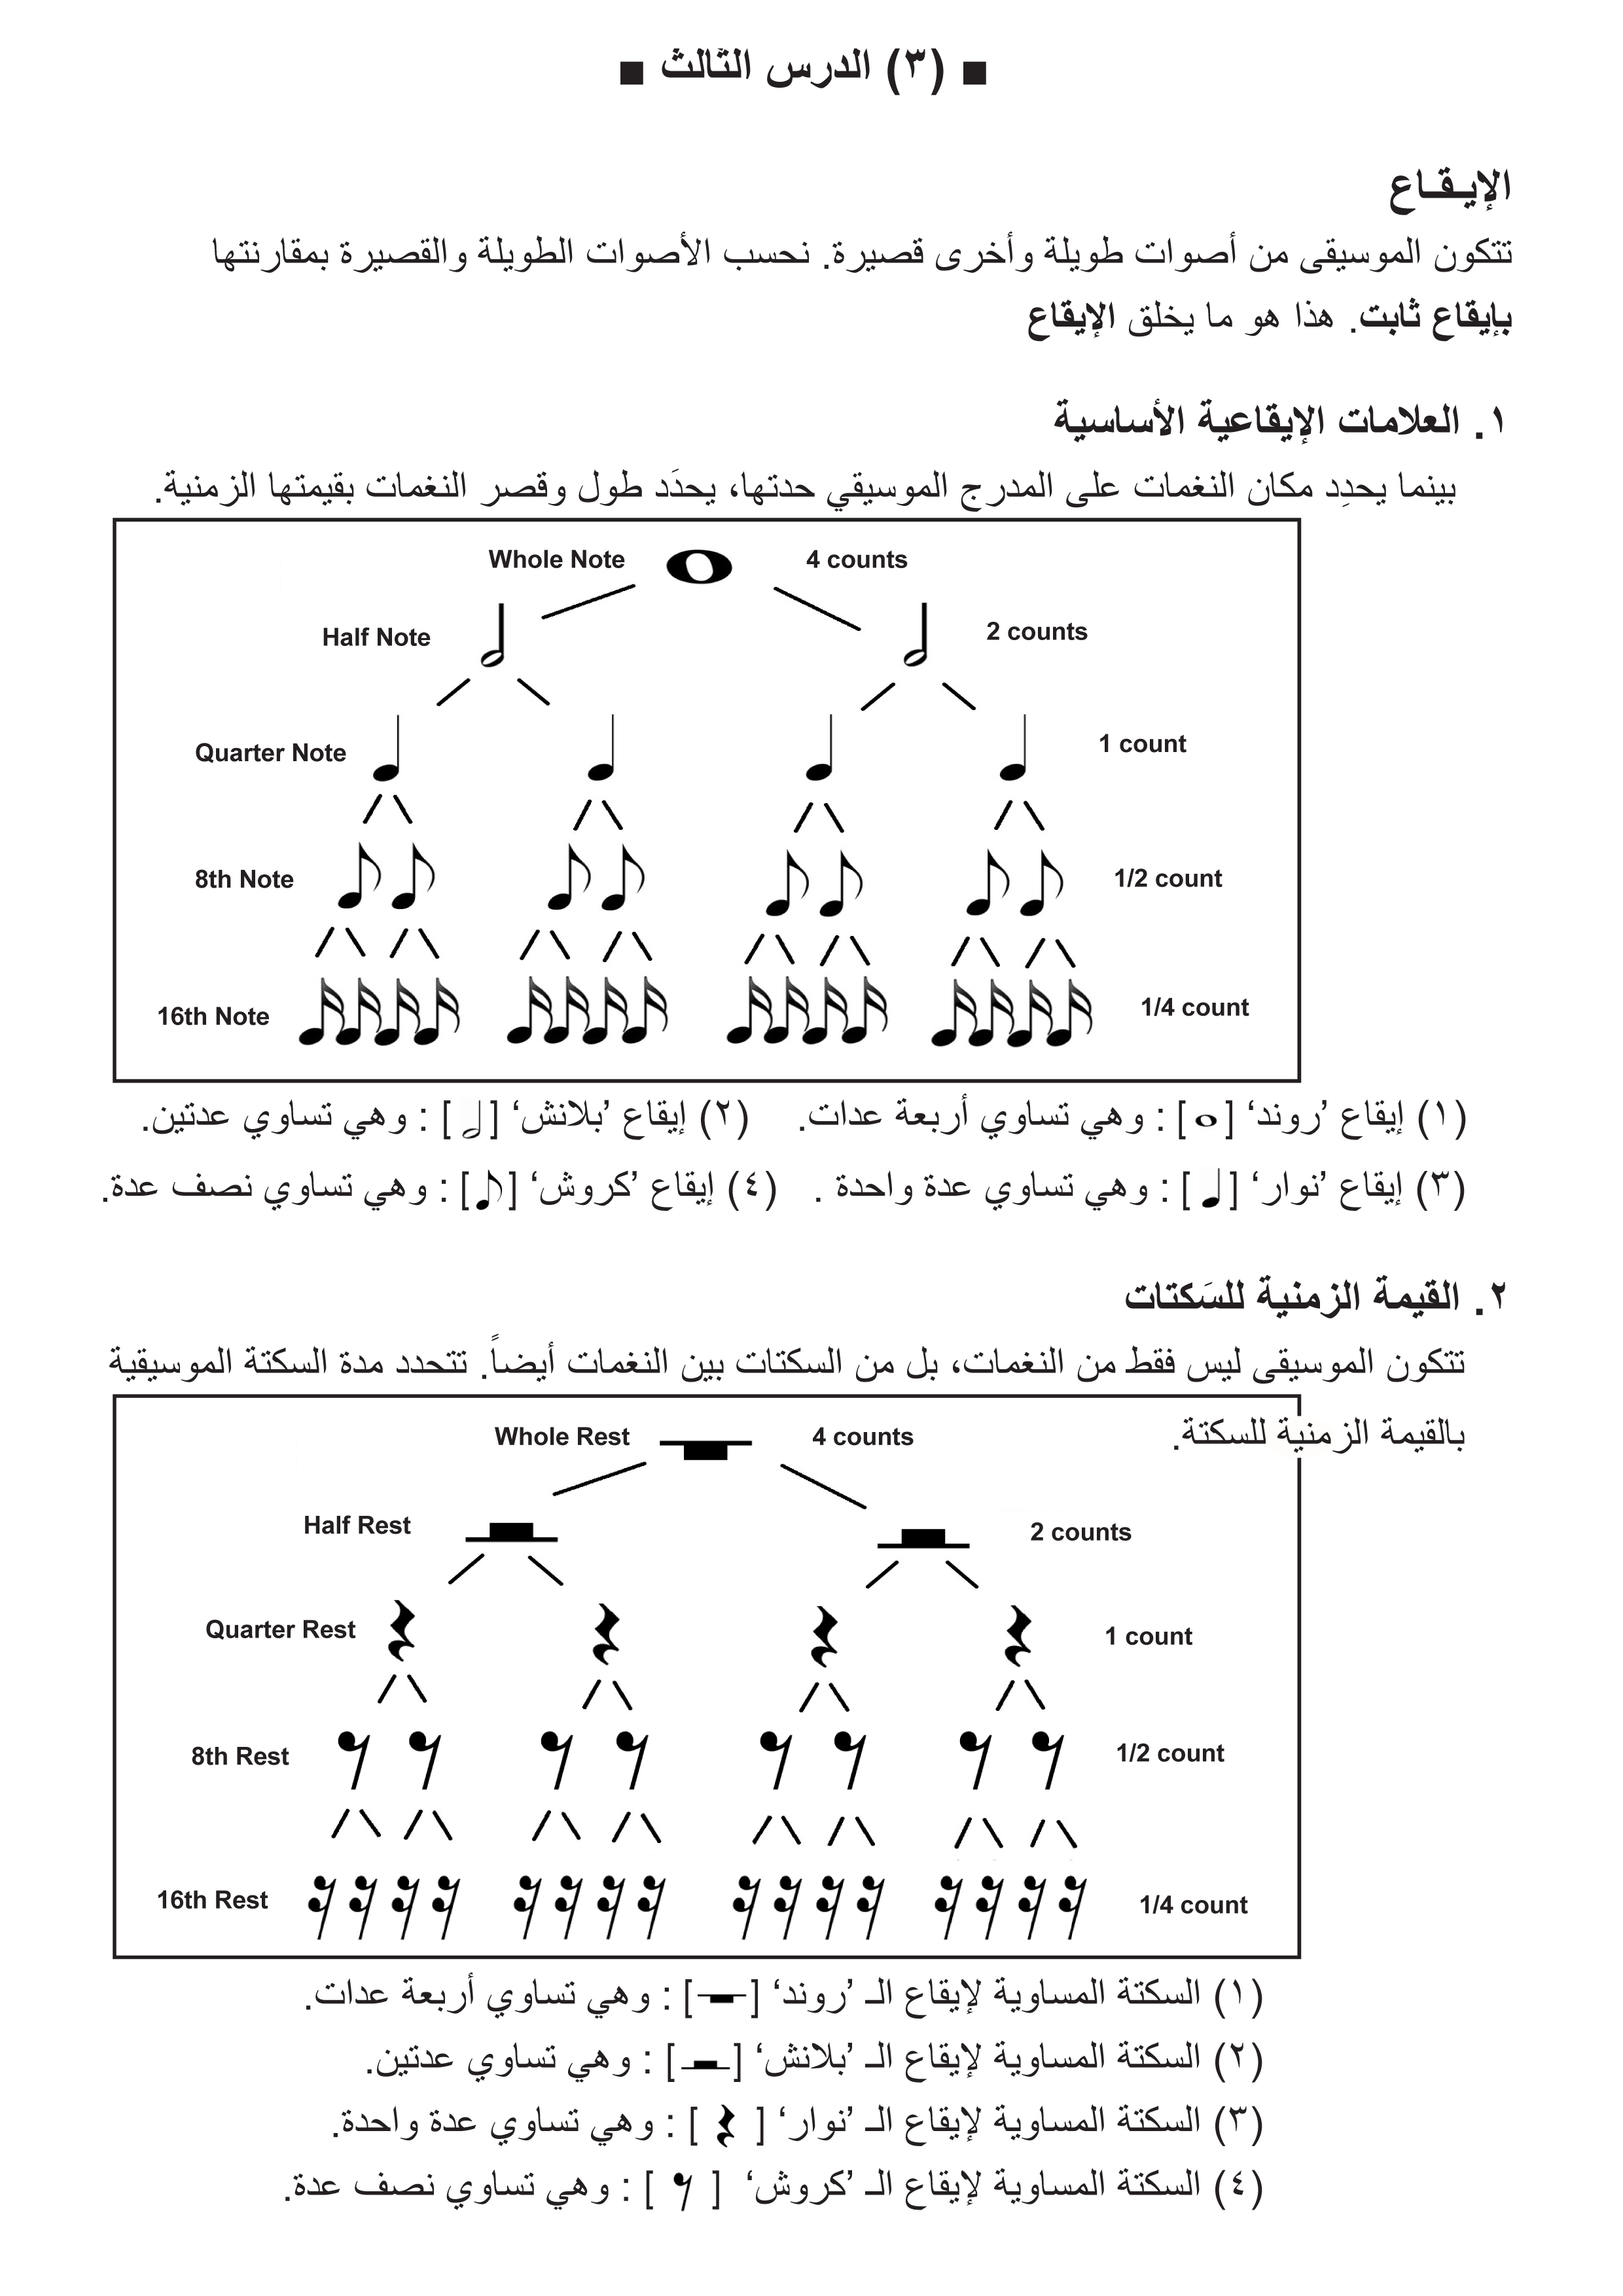 ■ (٣) الدرس الثالث ■
الإيـقـاع
تتكون الموسيقى من أصوات طويلة وأخرى قصيرة. نحسب الأصوات الطويلة والقصيرة بمقارنتها
بإيقاع ثابت. هذا هو ما يخلق الإيقاع
١. العلامات الإيقاعية الأساسية
بينما يحدِد مكان النغمات على المدرج الموسيقي حدتها، يحدَد طول وقصر النغمات بقيمتها الزمنية.
Whole Note 4 counts
Half Note 2 counts
Quarter Note 1 count
8th Note 1/2 count
16th Note 1/4 count
(١) إيقاع ’روند‘ [𝅝] : وهي تساوي أربعة عدات. (٢) إيقاع ’بلانش‘ [𝅗𝅥] : وهي تساوي عدتين.
(٣) إيقاع ’نوار‘ [♩] : وهي تساوي عدة واحدة . (٤) إيقاع ’كروش‘ [♪] : وهي تساوي نصف عدة.
٢. القيمة الزمنية للسَكتات
تتكون الموسيقى ليس فقط من النغمات، بل من السكتات بين النغمات أيضاً. تتحدد مدة السكتة الموسيقية
بالقيمة الزمنية للسكتة.
Whole Rest 4 counts
Half Rest 2 counts
Quarter Rest 1 count
8th Rest 1/2 count
16th Rest 1/4 count
(١) السكتة المساوية لإيقاع الـ ’روند‘ [𝄻] : وهي تساوي أربعة عدات.
(٢) السكتة المساوية لإيقاع الـ ’بلانش‘ [𝄼] : وهي تساوي عدتين.
(٣) السكتة المساوية لإيقاع الـ ’نوار‘ [ 𝄽 ] : وهي تساوي عدة واحدة.
(٤) السكتة المساوية لإيقاع الـ ’كروش‘ [ 𝄾 ] : وهي تساوي نصف عدة.